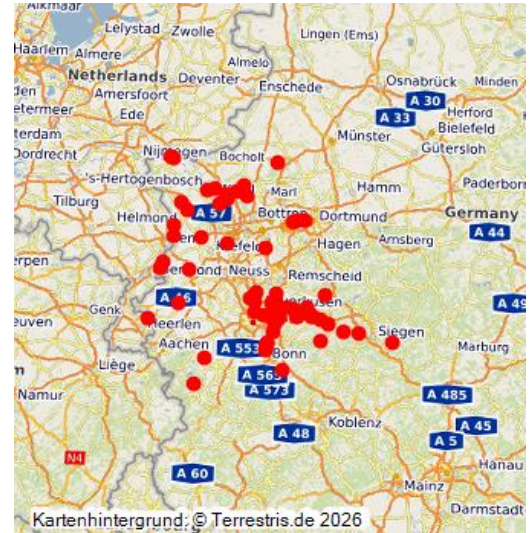 Alkmaar
Lelystad Zwolle
Lingen (Ems)
Haarlem Almere
Almelo
Netherlands Deventer
Osnabrück Minden
Amersfoort
Enschede
A 30
Ede
A 33
Herford
Bielefeld
Dordrecht
Münster
Gütersloh
Nijmegen
Bocholt
's-Hertogenbosch
Marl
Hamm
Paderborn
Tilburg
A 57
Dortmund
Germany
Helmond
A 44
Hagen
Arnsberg
Neuss
Remscheid
Genk
A 46
A 49
Heerlen
Siegen
Aachen
A 553
Marburg
Liège
Bonn
A 565
A 573
A 485
Namur
Koblenz
A 48
A 45
N4
A 5
Hanau
A 60
Mainz
Darmstadt
Kartenhintergrund: © Terrestris.de 2026